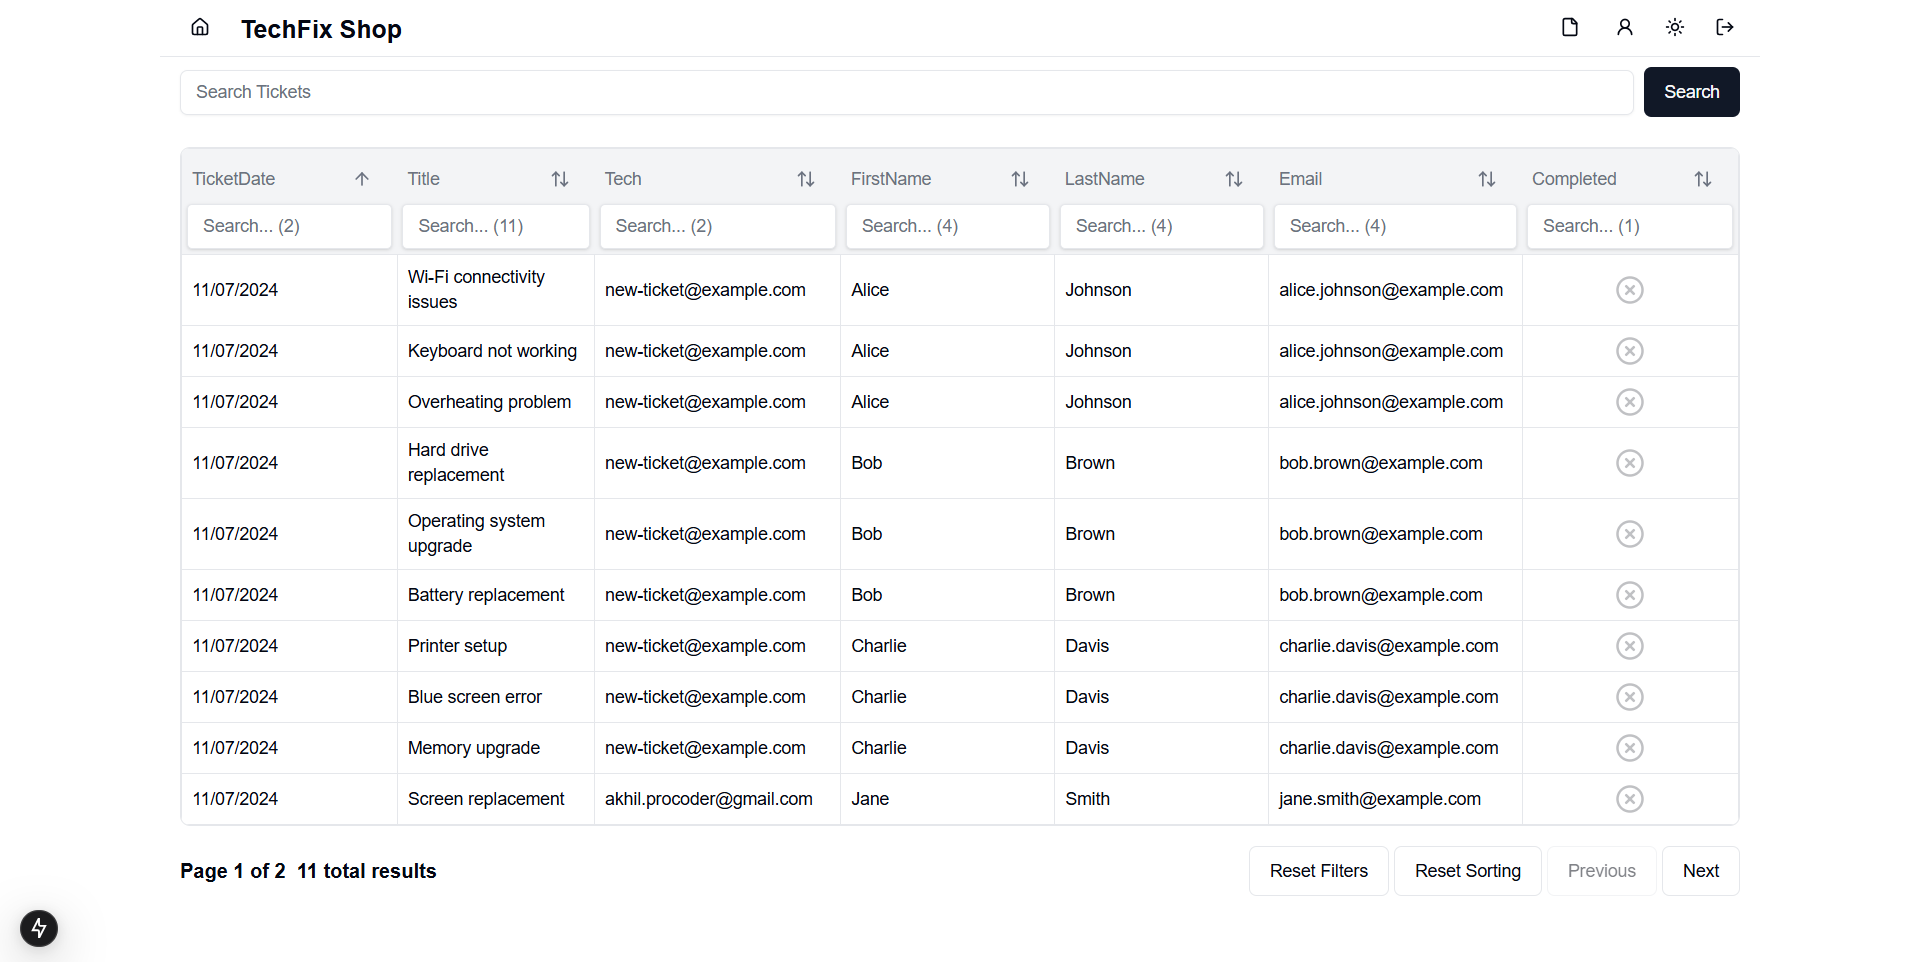 TechFix Shop
Search Tickets
Search
TicketDate Title Tech FirstName LastName Email Completed
Search... (2) Search... (11) Search... (2) Search... (4) Search... (4) Search... (4) Search... (1)
11/07/2024 Wi-Fi connectivity issues new-ticket@example.com Alice Johnson alice.johnson@example.com
11/07/2024 Keyboard not working new-ticket@example.com Alice Johnson alice.johnson@example.com
11/07/2024 Overheating problem new-ticket@example.com Alice Johnson alice.johnson@example.com
11/07/2024 Hard drive replacement new-ticket@example.com Bob Brown bob.brown@example.com
11/07/2024 Operating system upgrade new-ticket@example.com Bob Brown bob.brown@example.com
11/07/2024 Battery replacement new-ticket@example.com Bob Brown bob.brown@example.com
11/07/2024 Printer setup new-ticket@example.com Charlie Davis charlie.davis@example.com
11/07/2024 Blue screen error new-ticket@example.com Charlie Davis charlie.davis@example.com
11/07/2024 Memory upgrade new-ticket@example.com Charlie Davis charlie.davis@example.com
11/07/2024 Screen replacement akhil.procoder@gmail.com Jane Smith jane.smith@example.com
Page 1 of 2 11 total results
Reset Filters Reset Sorting Previous Next